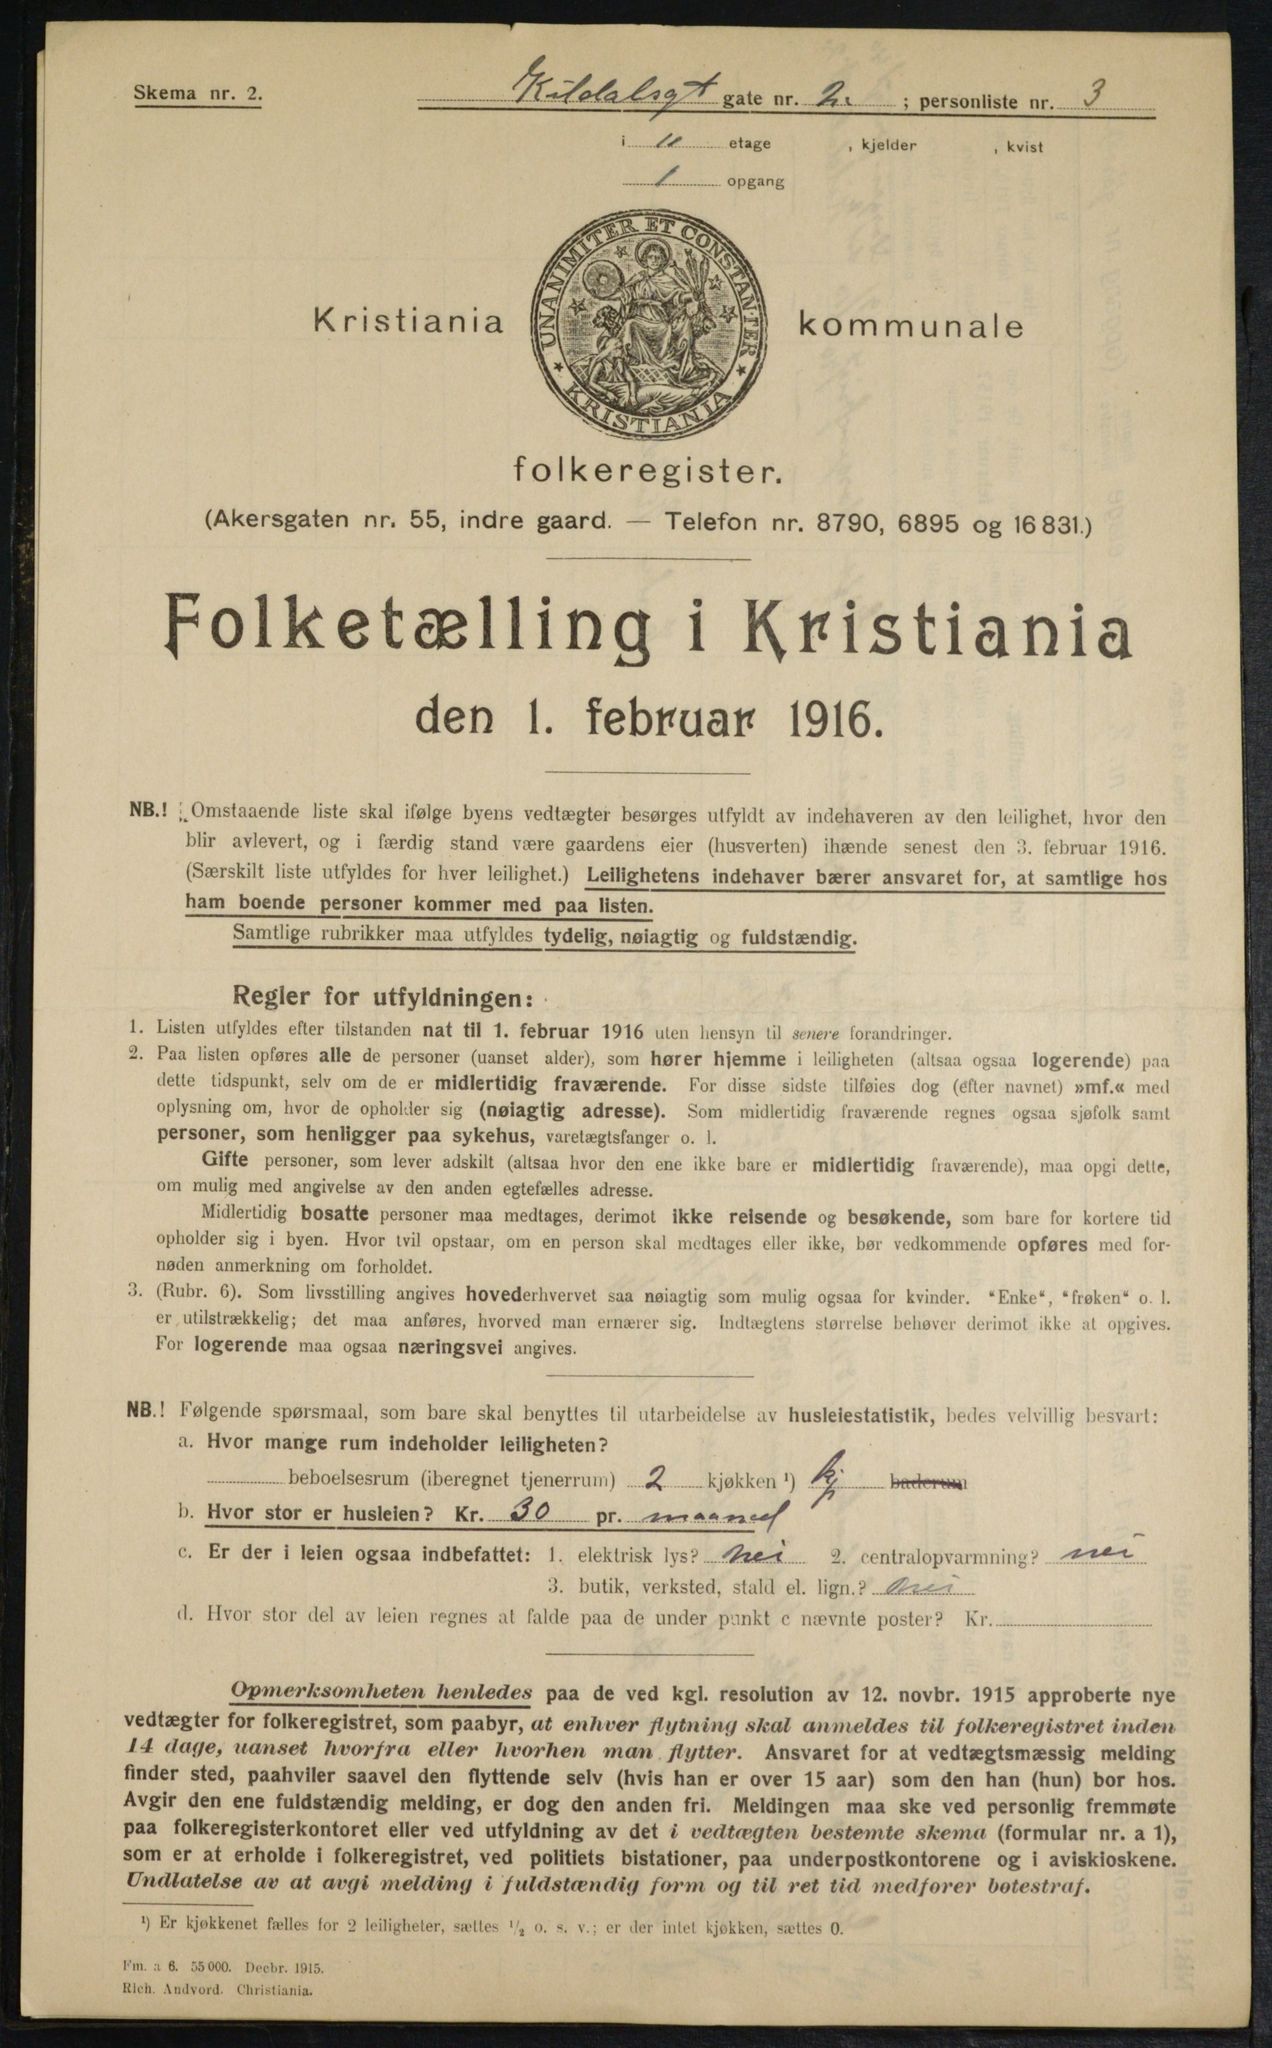 Skema nr. 2.
Kildalsgt gate nr. 2. ; personliste nr. 3
i II etage , kjelder , kvist
1 opgang
UNANIMITER ET CONSTANTER
KRISTIANIA
Kristiania kommunale
folkeregister.
(Akersgaten nr. 55, indre gaard. — Telefon nr. 8790, 6895 og 16 831.)
Folketælling i Kristiania
den 1. februar 1916.
NB.! Omstaaende liste skal ifølge byens vedtægter besørges utfyldt av indehaveren av den leilighet, hvor den
blir avlevert, og i færdig stand være gaardens eier (husverten) ihænde senest den 3. februar 1916.
(Særskilt liste utfyldes for hver leilighet.) Leilighetens indehaver bærer ansvaret for, at samtlige hos
ham boende personer kommer med paa listen.
Samtlige rubrikker maa utfyldes tydelig, nøiagtig og fuldstændig.
Regler for utfyldningen:
1. Listen utfyldes efter tilstanden nat til 1. februar 1916 uten hensyn til senere forandringer.
2. Paa listen opføres alle de personer (uanset alder), som hører hjemme i leiligheten (altsaa ogsaa logerende) paa
dette tidspunkt, selv om de er midlertidig fraværende. For disse sidste tilføies dog (efter navnet) »mf.« med
oplysning om, hvor de opholder sig (nøiagtig adresse). Som midlertidig fraværende regnes ogsaa sjøfolk samt
personer, som henligger paa sykehus, varetægtsfanger o. l.
Gifte personer, som lever adskilt (altsaa hvor den ene ikke bare er midlertidig fraværende), maa opgi dette,
om mulig med angivelse av den anden egtefælles adresse.
Midlertidig bosatte personer maa medtages, derimot ikke reisende og besøkende, som bare for kortere tid
opholder sig i byen. Hvor tvil opstaar, om en person skal medtages eller ikke, bør vedkommende opføres med for-
nøden anmerkning om forholdet.
3. (Rubr. 6). Som livsstilling angives hovederhvervet saa nøiagtig som mulig ogsaa for kvinder. "Enke", "frøken" o. l.
er utilstrækkelig; det maa anføres, hvorved man ernærer sig. Indtægtens størrelse behøver derimot ikke at opgives.
For logerende maa ogsaa næringsvei angives.
NB.! Følgende spørsmaal, som bare skal benyttes til utarbeidelse av husleiestatistik, bedes velvillig besvart:
a. Hvor mange rum indeholder leiligheten?
beboelsesrum (iberegnet tjenerrum) 2 kjøkken ¹) kj baderum
b. Hvor stor er husleien? Kr. 30 pr. maaned
c. Er der i leien ogsaa indbefattet: 1. elektrisk lys? nei 2. centralopvarmning? nei
3. butik, verksted, stald el. lign.? nei
d. Hvor stor del av leien regnes at falde paa de under punkt c nævnte poster? Kr.
Opmerksomheten henledes paa de ved kgl. resolution av 12. novbr. 1915 approberte nye
vedtægter for folkeregistret, som paabyr, at enhver flytning skal anmeldes til folkeregistret inden
14 dage, uanset hvorfra eller hvorhen man flytter. Ansvaret for at vedtægtsmæssig melding
finder sted, paahviler saavel den flyttende selv (hvis han er over 15 aar) som den han (hun) bor hos.
Avgir den ene fuldstændig melding, er dog den anden fri. Meldingen maa ske ved personlig fremmøte
paa folkeregisterkontoret eller ved utfyldning av det i vedtægten bestemte skema (formular nr. a 1),
som er at erholde i folkeregistret, ved politiets bistationer, paa underpostkontorene og i aviskioskene.
Undlatelse av at avgi melding i fuldstændig form og til ret tid medfører bøtestraf.
¹) Er kjøkkenet fælles for 2 leiligheter, sættes ½ o. s. v.; er der intet kjøkken, sættes 0.
Fm. a 6. 55 000. Decbr. 1915.
Rich. Andvord. Christiania.